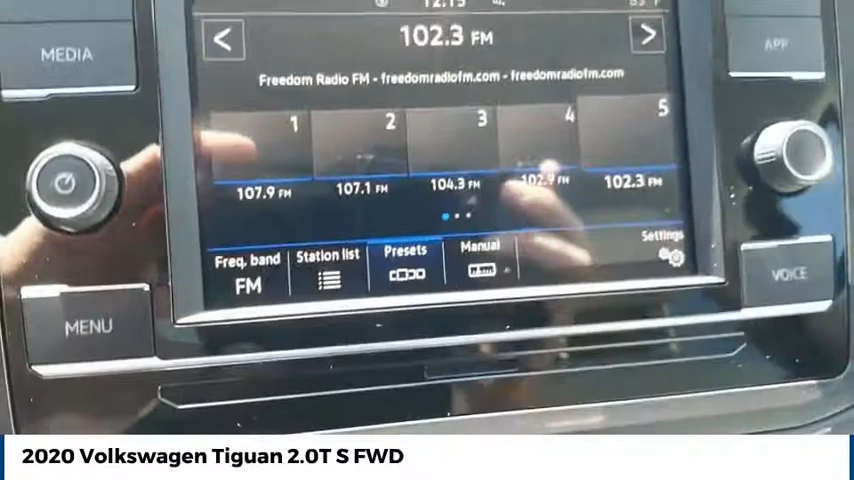 12:15
102.3 FM
MEDIA
APP
Freedom Radio FM - freedomradiofm.com - freedomradiofm.com
1 2 3 4 5
107.9 FM 107.1 FM 104.3 FM 102.9 FM 102.3 FM
Freq. band Station list Presets Manual Settings
FM
MENU
VOICE
2020 Volkswagen Tiguan 2.0T S FWD